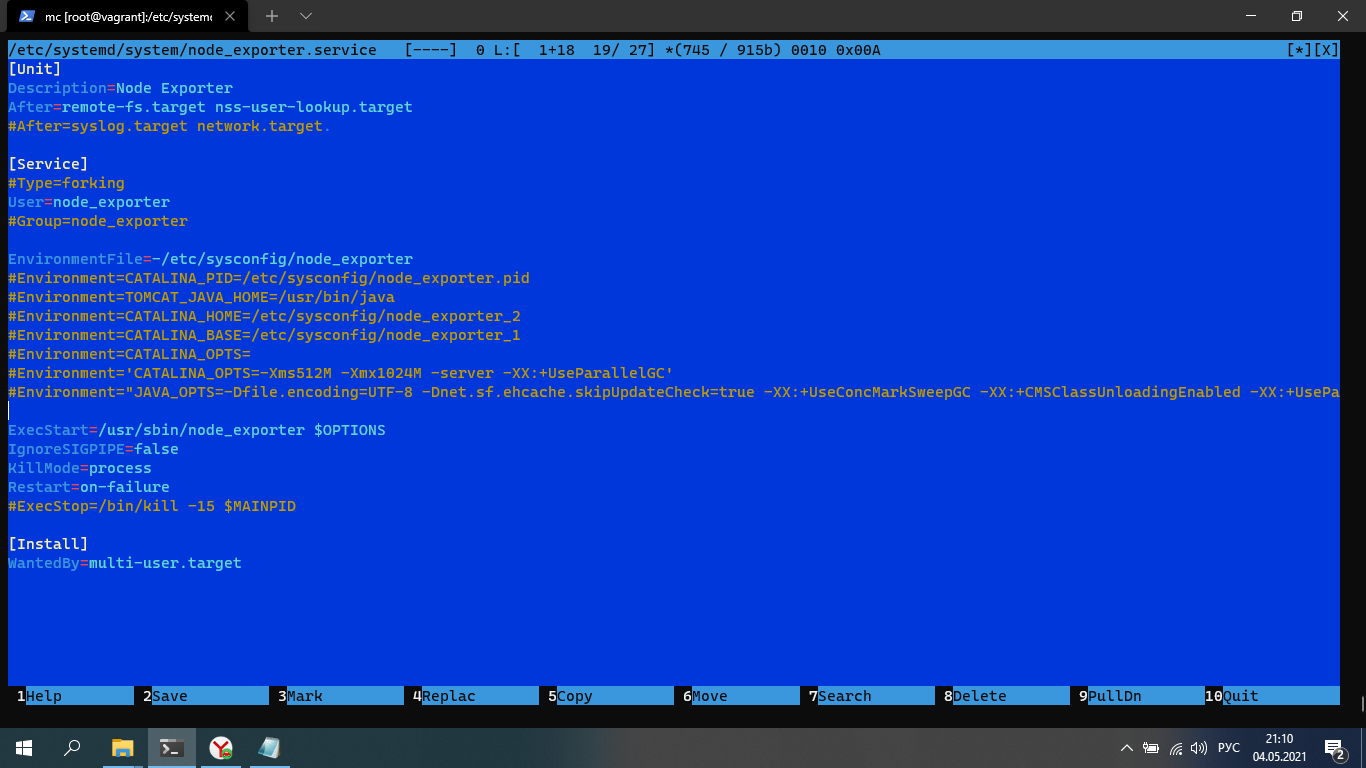 mc [root@vagrant]:/etc/system
/etc/systemd/system/node_exporter.service   [----]  0 L:[  1+18  19/ 27] *(745 / 915b) 0010 0x00A   [*][X]
[Unit]
Description=Node Exporter
After=remote-fs.target nss-user-lookup.target
#After=syslog.target network.target.
[Service]
#Type=forking
User=node_exporter
#Group=node_exporter
EnvironmentFile=-/etc/sysconfig/node_exporter
#Environment=CATALINA_PID=/etc/sysconfig/node_exporter.pid
#Environment=TOMCAT_JAVA_HOME=/usr/bin/java
#Environment=CATALINA_HOME=/etc/sysconfig/node_exporter_2
#Environment=CATALINA_BASE=/etc/sysconfig/node_exporter_1
#Environment=CATALINA_OPTS=
#Environment='CATALINA_OPTS=-Xms512M -Xmx1024M -server -XX:+UseParallelGC'
#Environment="JAVA_OPTS=-Dfile.encoding=UTF-8 -Dnet.sf.ehcache.skipUpdateCheck=true -XX:+UseConcMarkSweepGC -XX:+CMSClassUnloadingEnabled -XX:+UsePa
ExecStart=/usr/sbin/node_exporter $OPTIONS
IgnoreSIGPIPE=false
KillMode=process
Restart=on-failure
#ExecStop=/bin/kill -15 $MAINPID
[Install]
WantedBy=multi-user.target
1Help 2Save 3Mark 4Replac 5Copy 6Move 7Search 8Delete 9PullDn 10Quit
РУС
21:10
04.05.2021
2